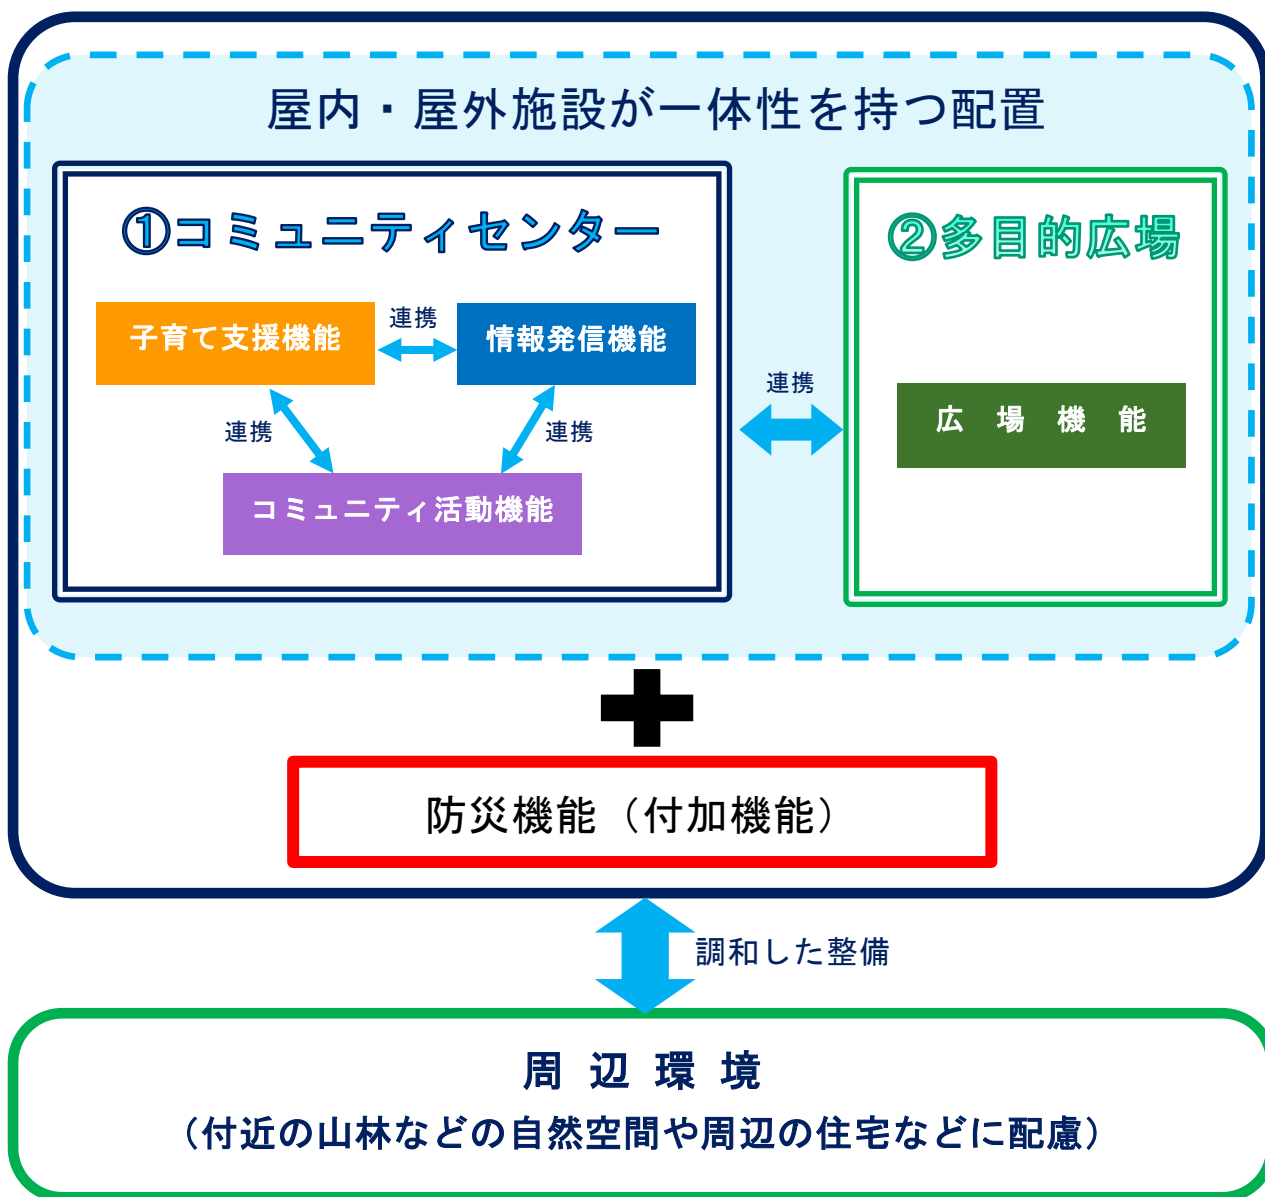 屋内・屋外施設が一体性を持つ配置
①コミュニティセンター
子育て支援機能
連携
情報発信機能
連携
連携
コミュニティ活動機能
連携
②多目的広場
広 場 機 能
防災機能（付加機能）
調和した整備
周 辺 環 境
（付近の山林などの自然空間や周辺の住宅などに配慮）